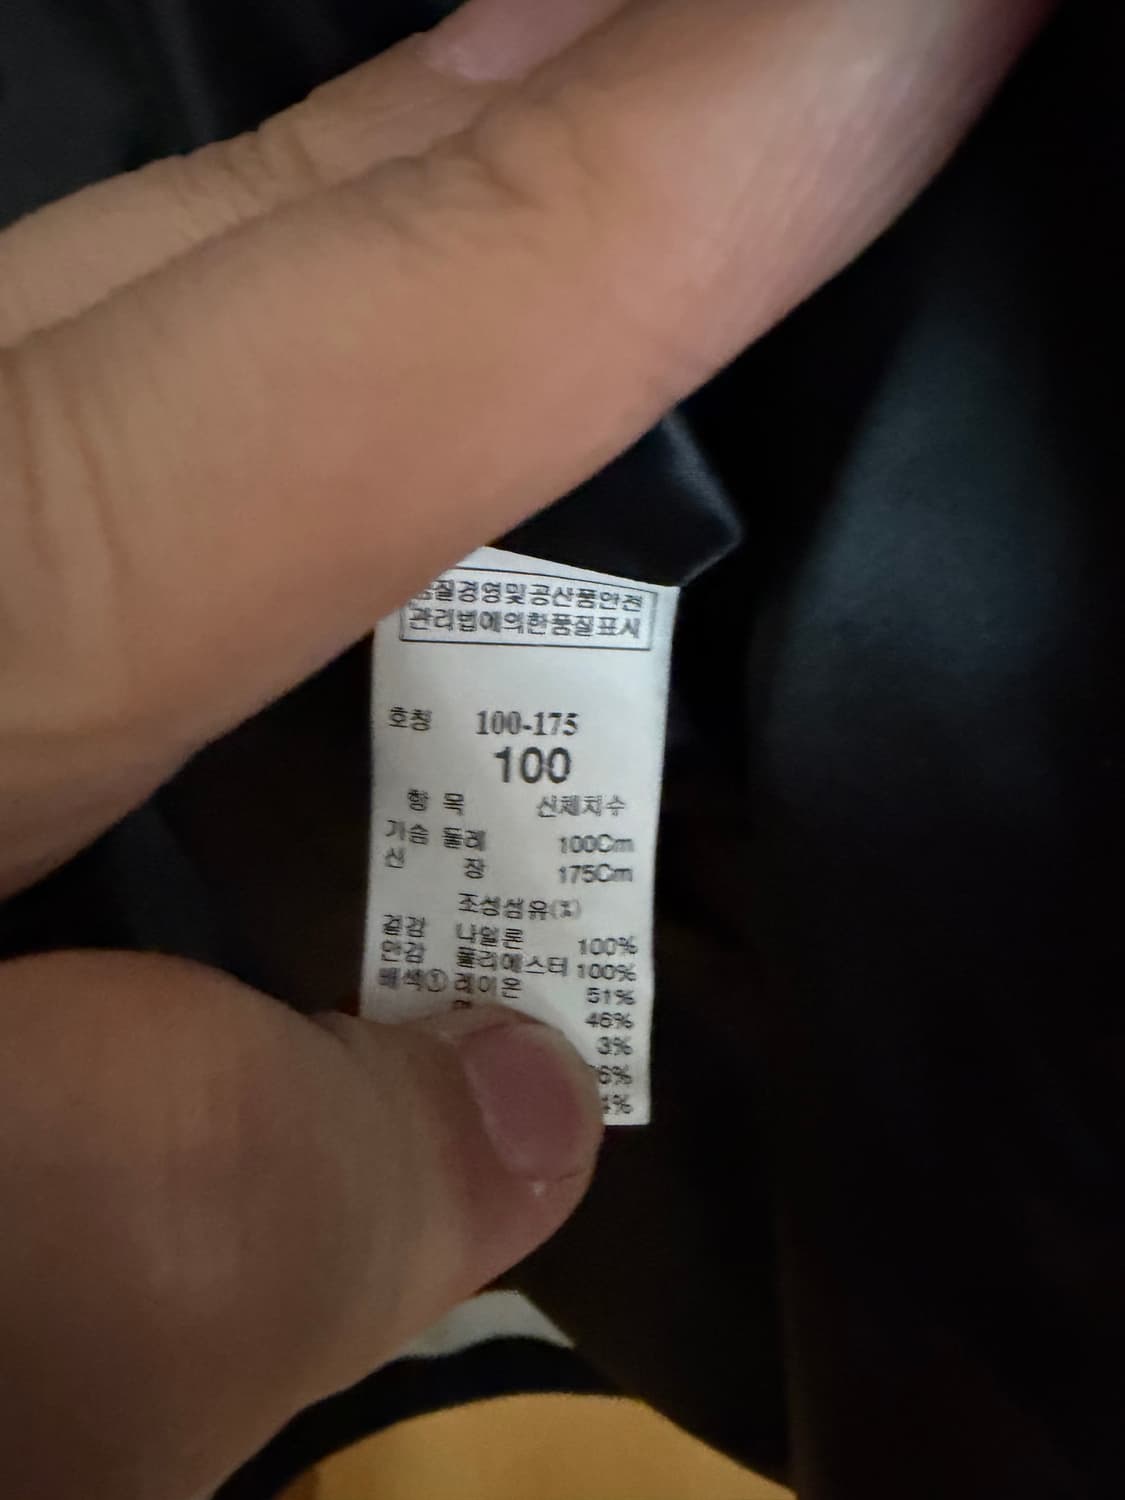 품질경영및공산품안전
관리법에의한품질표시
호칭 100-175
100
항 목 신체치수
가슴 둘레 100Cm
신 장 175Cm
조성섬유(%)
겉감 나일론 100%
안감 폴리에스터 100%
배색① 레이온 51%
46%
3%
6%
4%